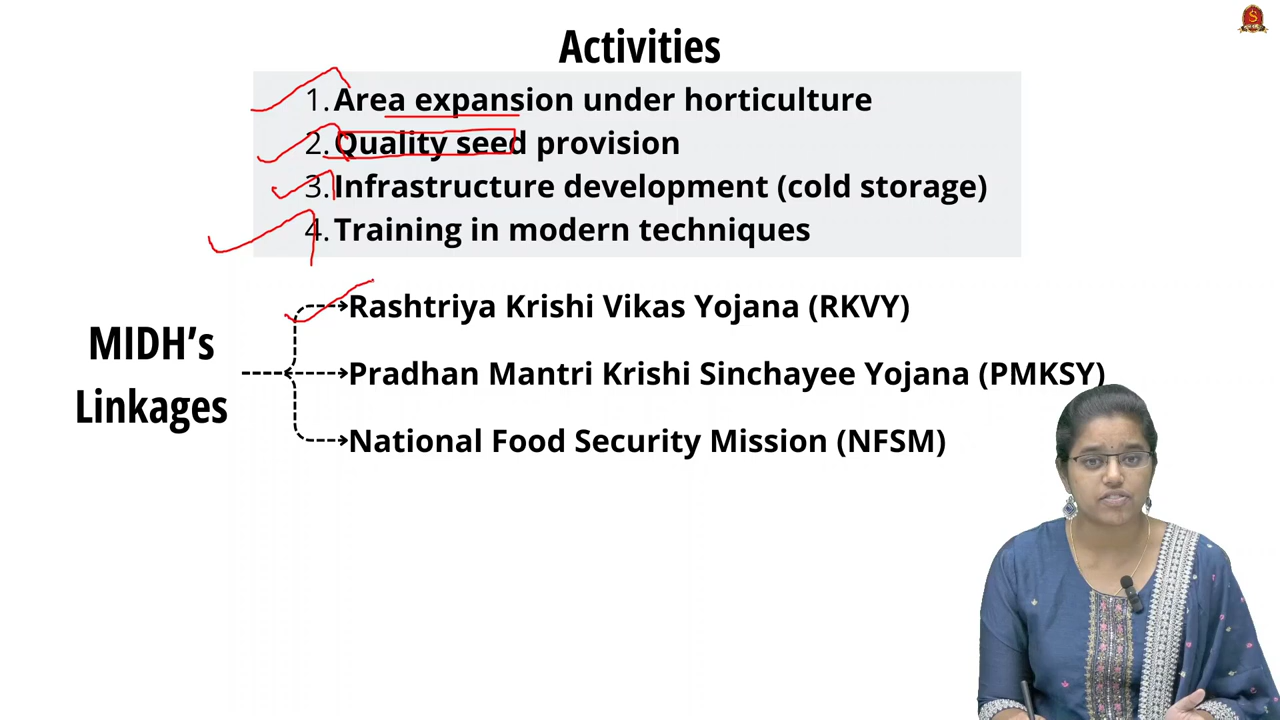 Activities
1. Area expansion under horticulture
2. Quality seed provision
3. Infrastructure development (cold storage)
4. Training in modern techniques
MIDH's
Linkages
Rashtriya Krishi Vikas Yojana (RKVY)
Pradhan Mantri Krishi Sinchayee Yojana (PMKSY)
National Food Security Mission (NFSM)